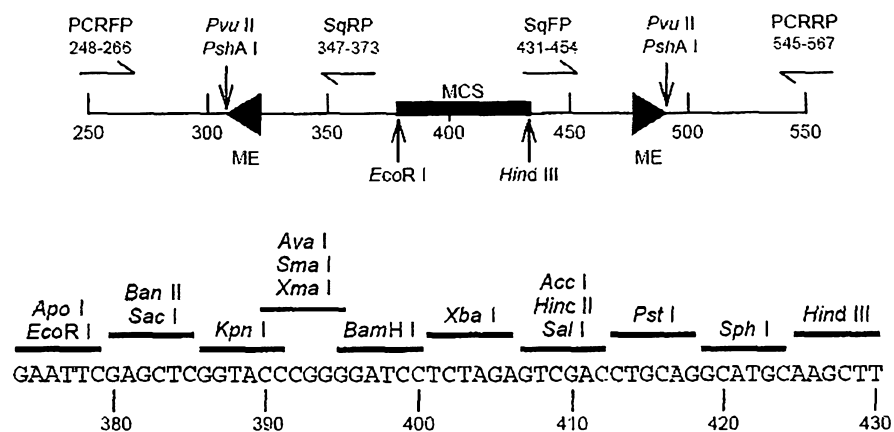 PCRFP Pvu II SqRP SqFP Pvu II PCRRP
248-266 PshA I 347-373 431-454 PshA I 545-567
MCS
250 300 350 400 450 500 550
ME ME
EcoR I Hind III
Ava I
Sma I Acc I
Ban II Xma I Hinc II
Apo I Sac I Xba I Sal I Pst I Hind III
EcoR I Kpn I BamH I Sph I
GAATTCGAGCTCGGTACCCGGGGATCCTCTAGAGTCGACCTGCAGGCATGCAAGCTT
380 390 400 410 420 430